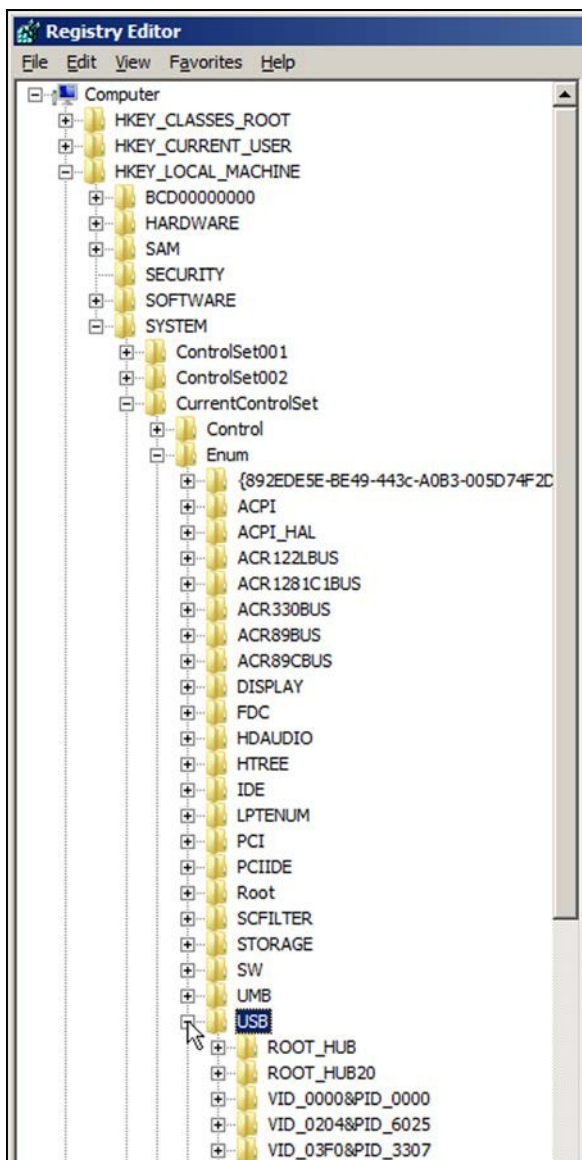 Registry Editor
File Edit View Favorites Help
Computer
HKEY_CLASSES_ROOT
HKEY_CURRENT_USER
HKEY_LOCAL_MACHINE
BCD00000000
HARDWARE
SAM
SECURITY
SOFTWARE
SYSTEM
ControlSet001
ControlSet002
CurrentControlSet
Control
Enum
{892EDE5E-BE49-443c-A0B3-005D74F2D
ACPI
ACPI_HAL
ACR122LBUS
ACR1281C1BUS
ACR330BUS
ACR89BUS
ACR89CBUS
DISPLAY
FDC
HDAUDIO
HTREE
IDE
LPTENUM
PCI
PCIIDE
Root
SCFILTER
STORAGE
SW
UMB
USB
ROOT_HUB
ROOT_HUB20
VID_0000&PID_0000
VID_0204&PID_6025
VID_03F0&PID_3307